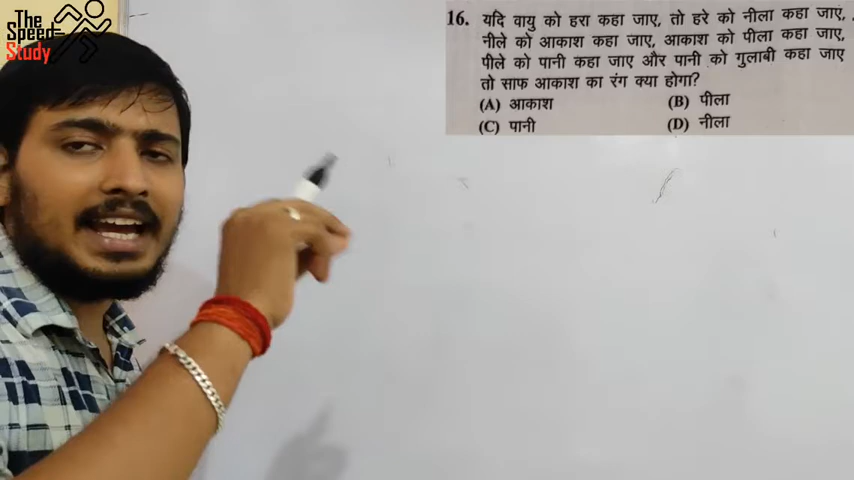 The
Speed
Study
16. यदि वायु को हरा कहा जाए, तो हरे को नीला कहा जाए,
नीले को आकाश कहा जाए, आकाश को पीला कहा जाए,
पीले को पानी कहा जाए और पानी को गुलाबी कहा जाए
तो साफ आकाश का रंग क्या होगा?
(A) आकाश (B) पीला
(C) पानी (D) नीला